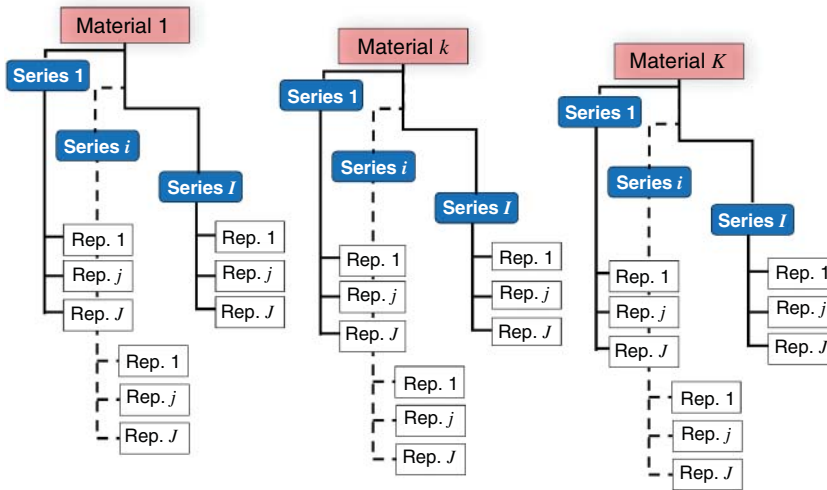 Material 1
Series 1
Series i
Series I
Rep. 1
Rep. j
Rep. J
Rep. 1
Rep. j
Rep. J
Rep. 1
Rep. j
Rep. J
Material k
Series 1
Series i
Series I
Rep. 1
Rep. j
Rep. J
Rep. 1
Rep. j
Rep. J
Rep. 1
Rep. j
Rep. J
Material K
Series 1
Series i
Series I
Rep. 1
Rep. j
Rep. J
Rep. 1
Rep. j
Rep. J
Rep. 1
Rep. j
Rep. J